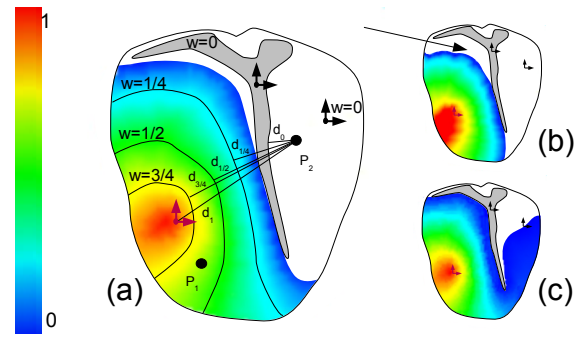 1
0
w=0
w=1/4
w=1/2
w=3/4
w=0
d₀
d₁/₄
d₁/₂
d₃/₄
d₁
P₂
P₁
(a)
(b)
(c)